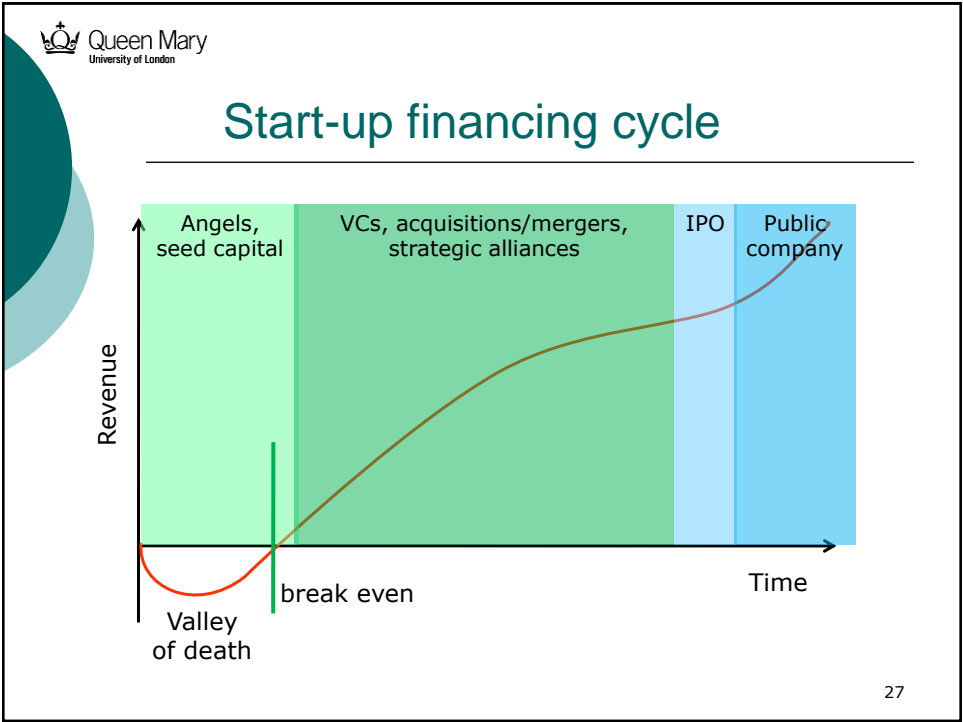 Queen Mary
University of London
Start-up financing cycle
Angels,
seed capital
VCs, acquisitions/mergers,
strategic alliances
IPO
Public
company
Revenue
break even
Time
Valley
of death
27